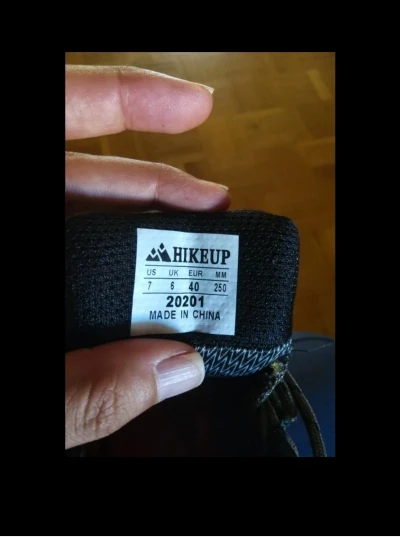 HIKEUP
US UK EUR MM
7 6 40 250
20201
MADE IN CHINA